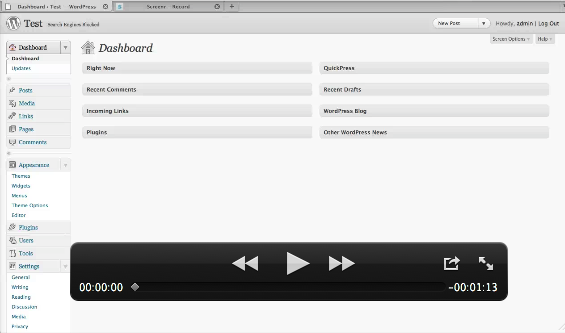 Dashboard ‹ Test WordPress
Screen Record
Test Search Engines Blocked
New Post
Howdy, admin | Log Out
Screen Options
Help
Dashboard
Dashboard
Updates
Posts
Media
Links
Pages
Comments
Appearance
Themes
Widgets
Menus
Theme Options
Editor
Plugins
Users
Tools
Settings
General
Writing
Reading
Discussion
Media
Privacy
Dashboard
Right Now
QuickPress
Recent Comments
Recent Drafts
Incoming Links
WordPress Blog
Plugins
Other WordPress News
00:00:00
-00:01:13